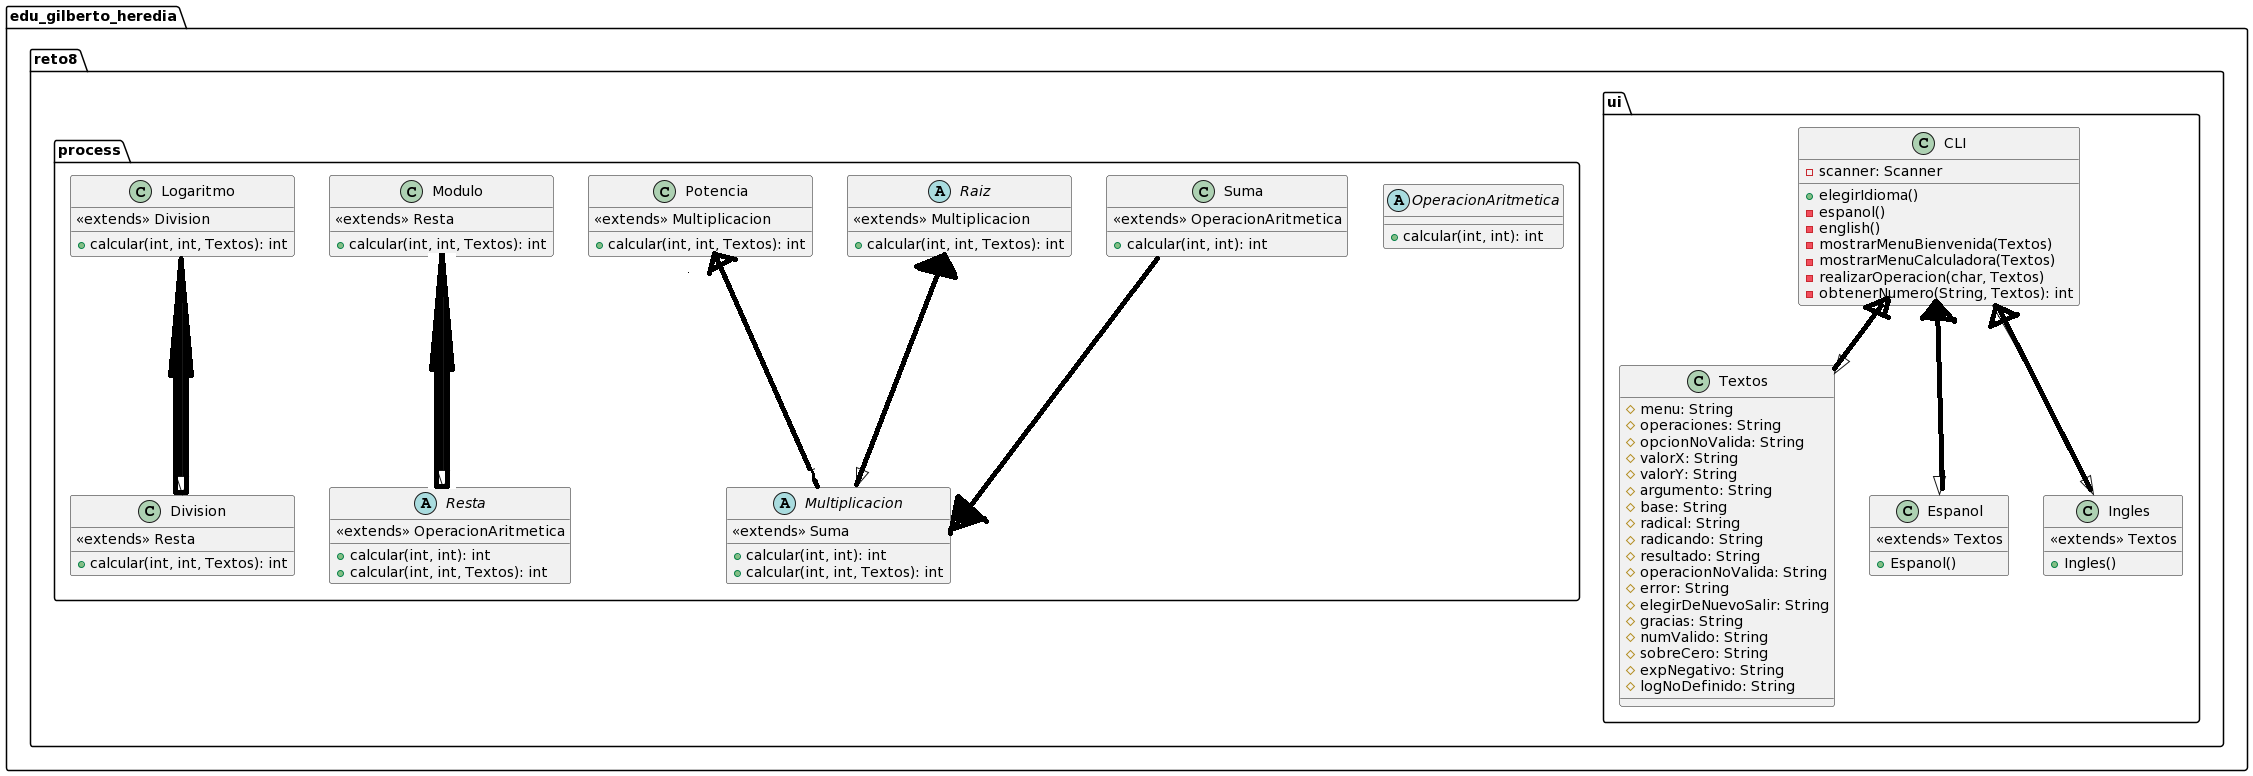 edu_gilberto_heredia
reto8
process
C Logaritmo
«extends» Division
calcular(int, int, Textos): int
C Modulo
«extends» Resta
calcular(int, int, Textos): int
C Potencia
«extends» Multiplicacion
calcular(int, int, Textos): int
A Raiz
«extends» Multiplicacion
calcular(int, int, Textos): int
C Suma
«extends» OperacionAritmetica
calcular(int, int): int
A OperacionAritmetica
calcular(int, int): int
C Division
«extends» Resta
calcular(int, int, Textos): int
A Resta
«extends» OperacionAritmetica
calcular(int, int): int
calcular(int, int, Textos): int
A Multiplicacion
«extends» Suma
calcular(int, int): int
calcular(int, int, Textos): int
ui
C CLI
scanner: Scanner
elegirIdioma()
espanol()
english()
mostrarMenuBienvenida(Textos)
mostrarMenuCalculadora(Textos)
realizarOperacion(char, Textos)
obtenerNumero(String, Textos): int
C Textos
menu: String
operaciones: String
opcionNoValida: String
valorX: String
valorY: String
argumento: String
base: String
radical: String
radicando: String
resultado: String
operacionNoValida: String
error: String
elegirDeNuevoSalir: String
gracias: String
numValido: String
sobreCero: String
expNegativo: String
logNoDefinido: String
C Espanol
«extends» Textos
Espanol()
C Ingles
«extends» Textos
Ingles()